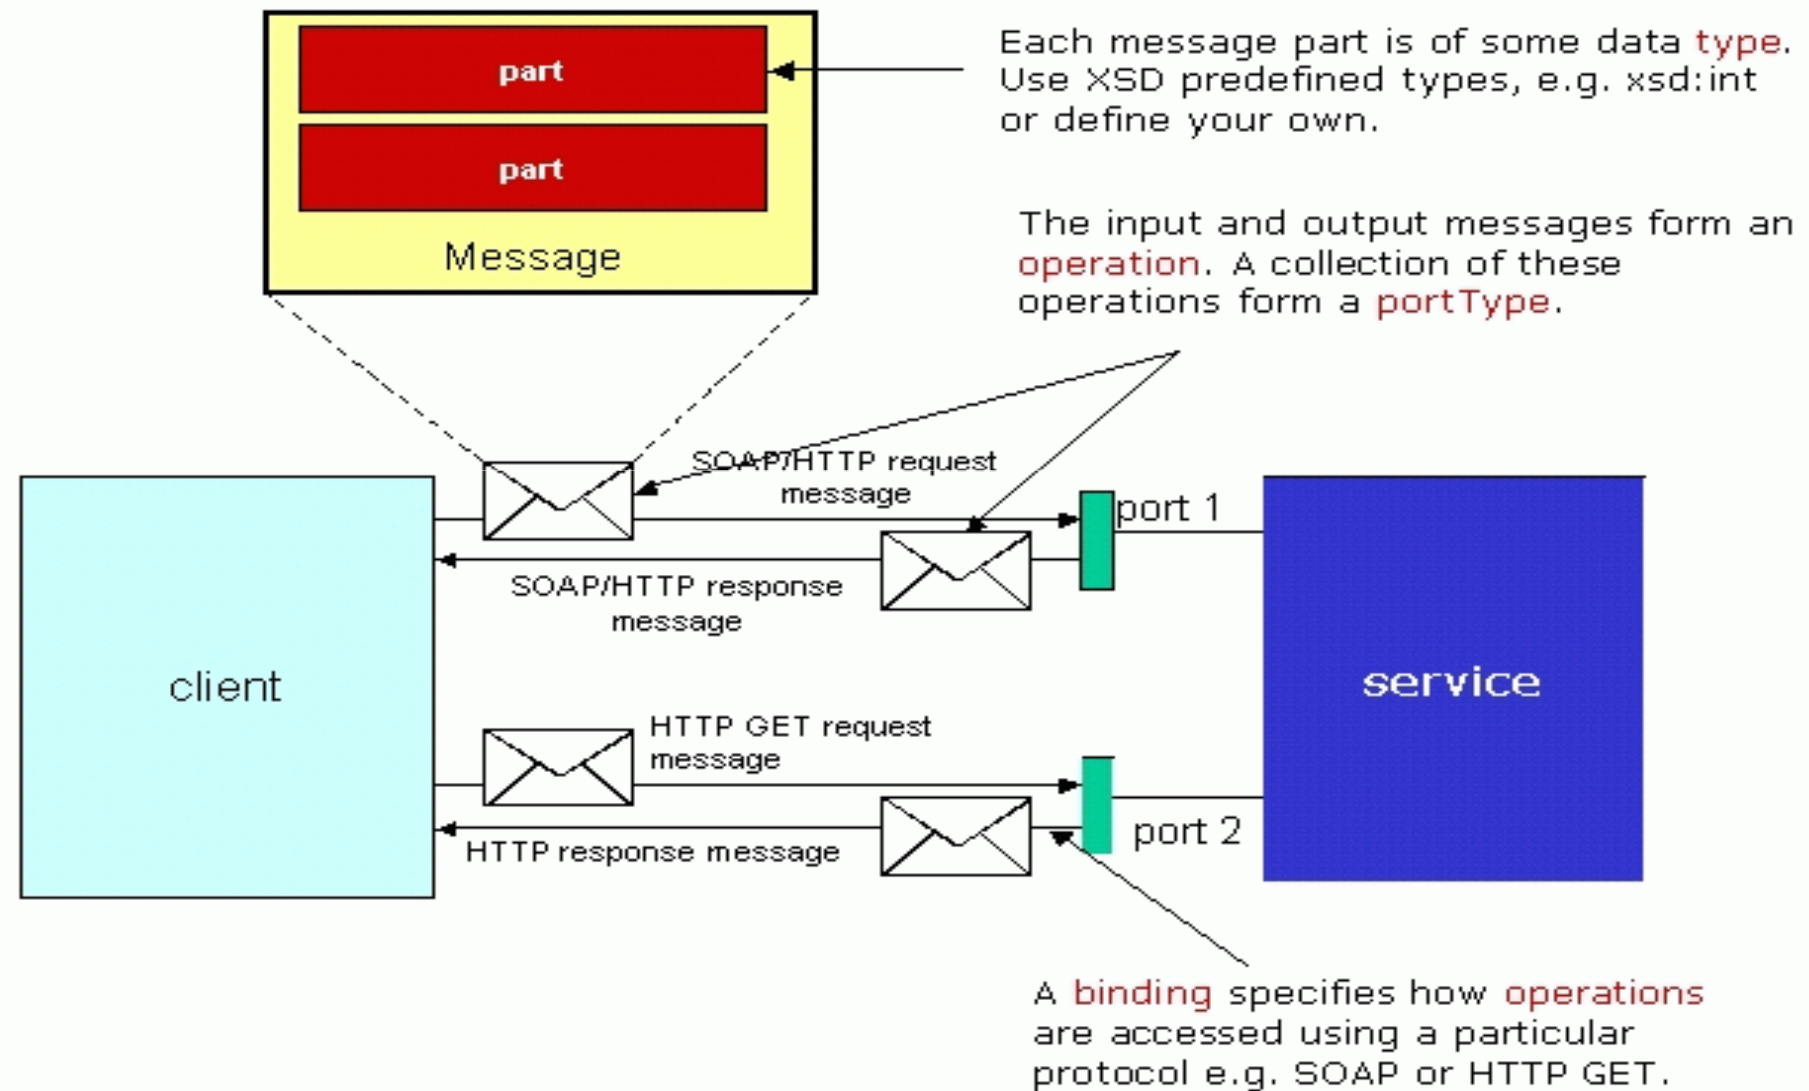 part
part
Message
Each message part is of some data type.
Use XSD predefined types, e.g. xsd:int
or define your own.
The input and output messages form an
operation. A collection of these
operations form a portType.
SOAP/HTTP request
message
port 1
SOAP/HTTP response
message
client
service
HTTP GET request
message
port 2
HTTP response message
A binding specifies how operations
are accessed using a particular
protocol e.g. SOAP or HTTP GET.